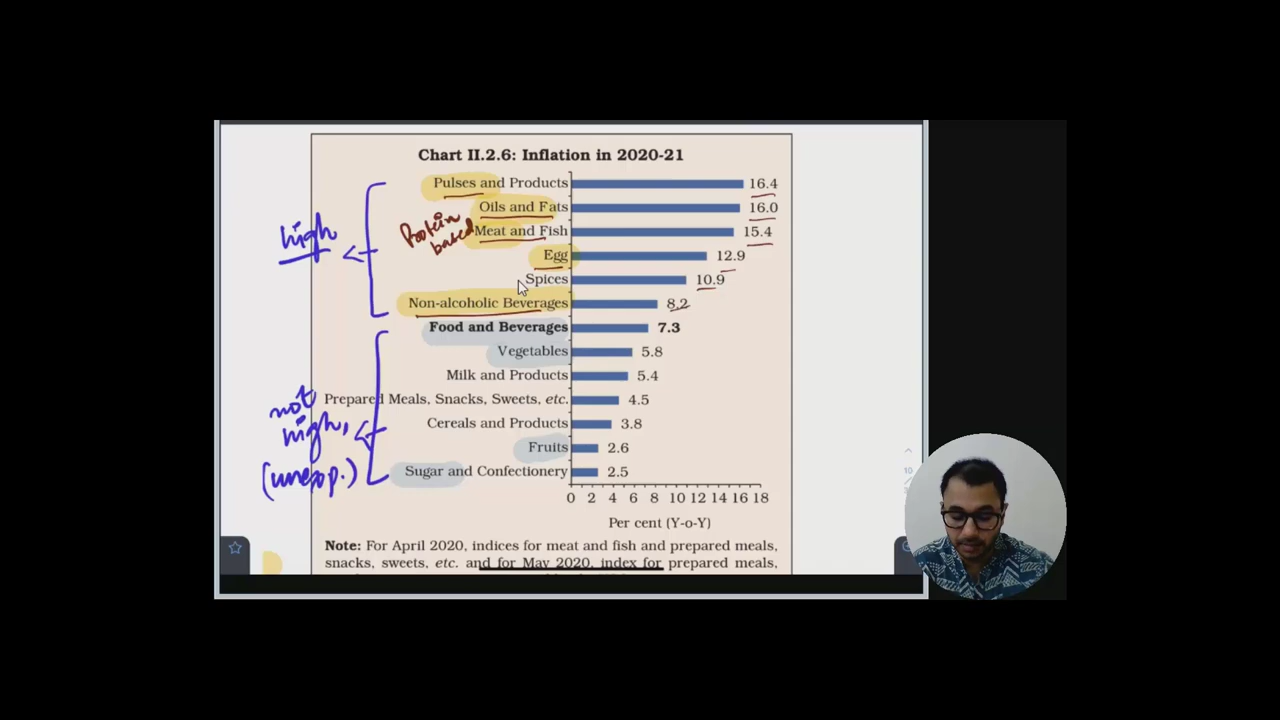 Chart II.2.6: Inflation in 2020-21
Pulses and Products 16.4
Oils and Fats 16.0
Protein based
Meat and Fish 15.4
high
Egg 12.9
Spices 10.9
Non-alcoholic Beverages 8.2
Food and Beverages 7.3
Vegetables 5.8
Milk and Products 5.4
Prepared Meals, Snacks, Sweets, etc. 4.5
not
high,
Cereals and Products 3.8
Fruits 2.6
Sugar and Confectionery 2.5
0 2 4 6 8 10 12 14 16 18
Per cent (Y-o-Y)
Note: For April 2020, indices for meat and fish and prepared meals,
snacks, sweets, etc. and for May 2020, index for prepared meals,